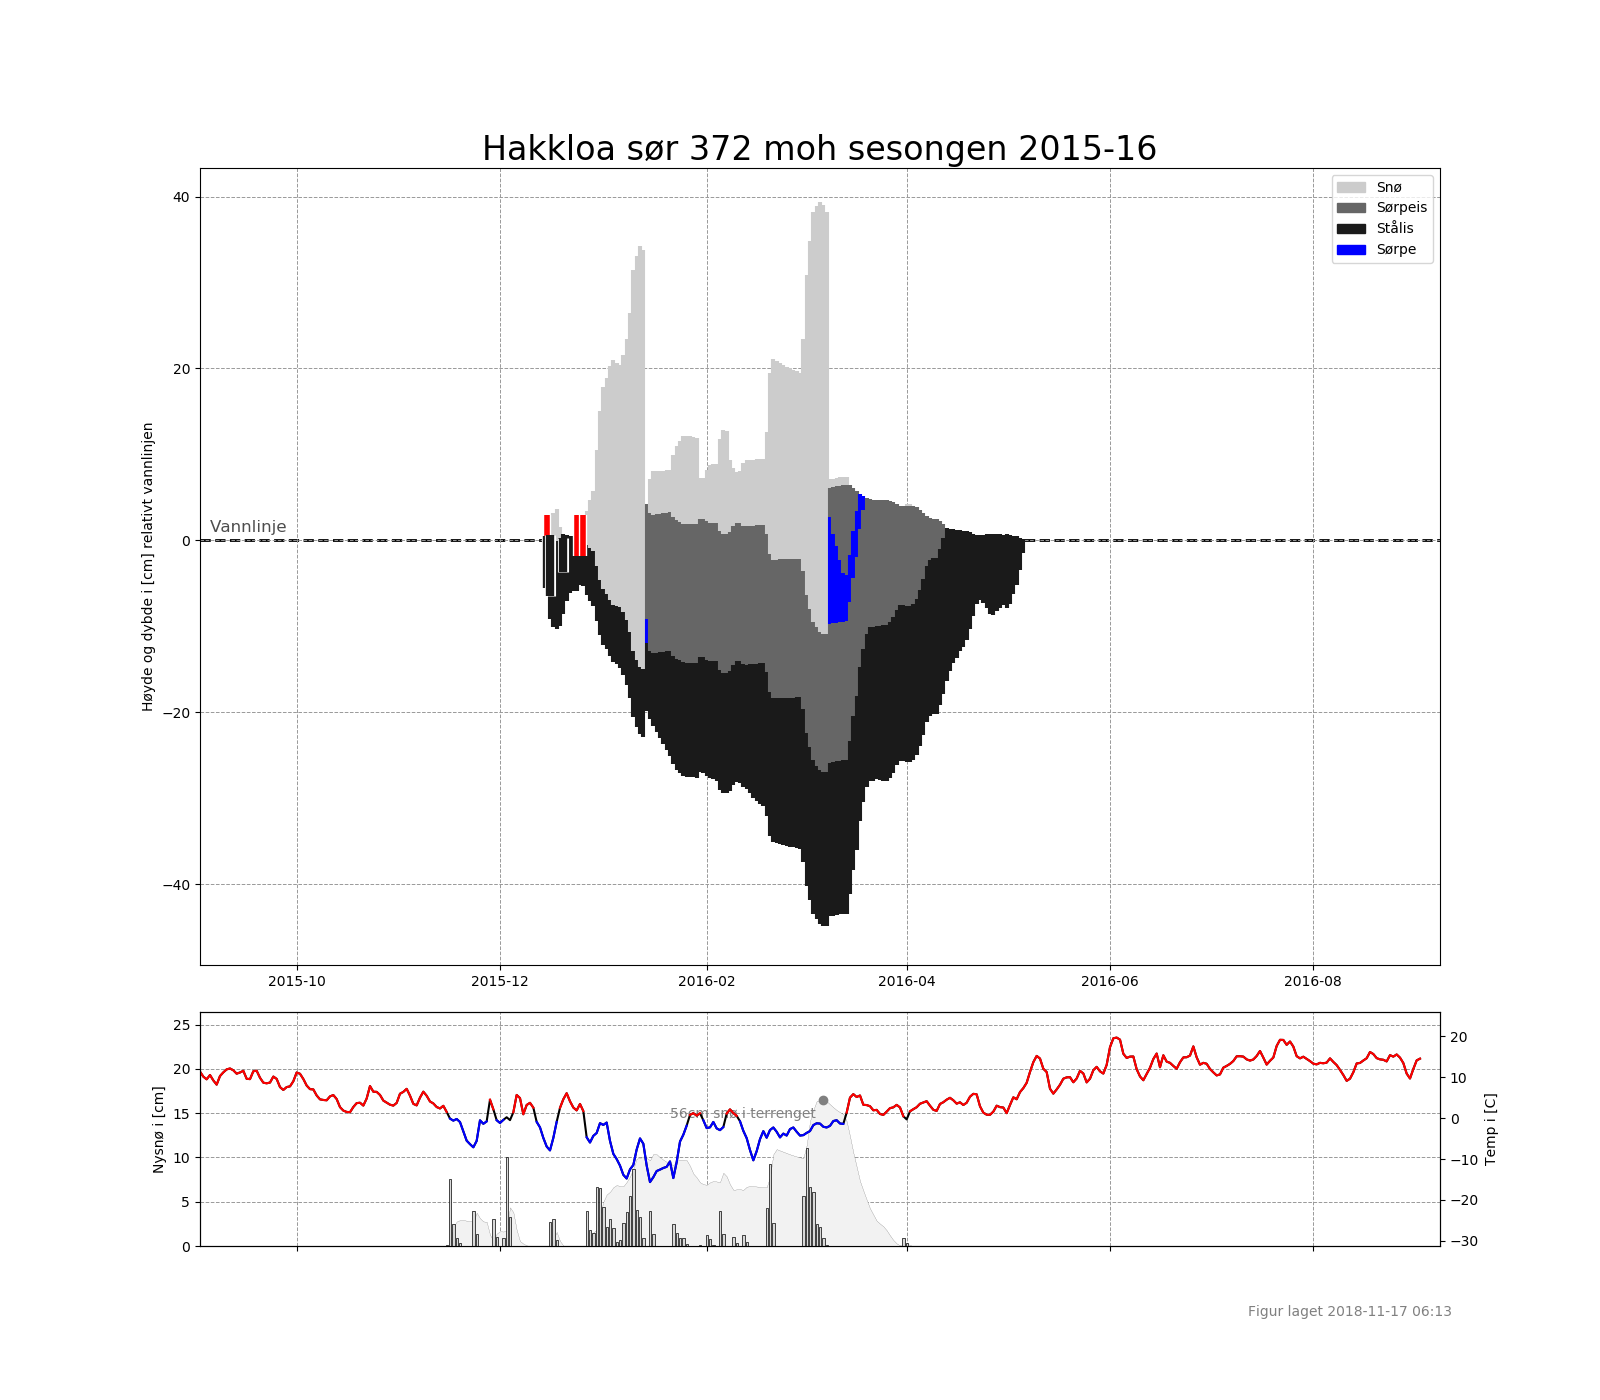 Hakkloa sør 372 moh sesongen 2015-16
Høyde og dybde i [cm] relativt vannlinjen
40
20
0
−20
−40
Vannlinje
Snø
Sørpeis
Stålis
Sørpe
2015-10
2015-12
2016-02
2016-04
2016-06
2016-08
Nysnø i [cm]
25
20
15
10
5
0
56cm snø i terrenget
20
10
0
−10
−20
−30
Temp i [C]
Figur laget 2018-11-17 06:13